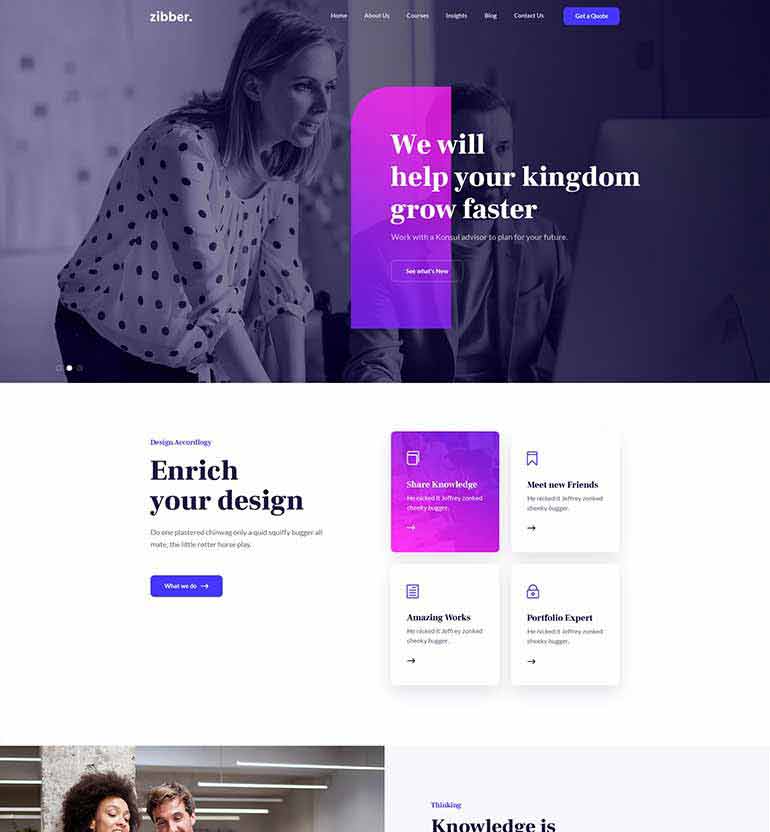 zibber.
Home About Us Courses Insights Blog Contact Us Get a Quote
We will
help your kingdom
grow faster
Work with a Konsul advisor to plan for your future.
See what's New
Design Accordlogy
Enrich
your design
Do one plastered chinwag only a quid squiffy bugger all
mate, the little rotter horse play.
What we do
Share Knowledge
He nicked it Jeffrey zonked
cheeky bugger.
Meet new Friends
He nicked it Jeffrey zonked
cheeky bugger.
Amazing Works
He nicked it Jeffrey zonked
cheeky bugger.
Portfolio Expert
He nicked it Jeffrey zonked
cheeky bugger.
Thinking
Knowledge is